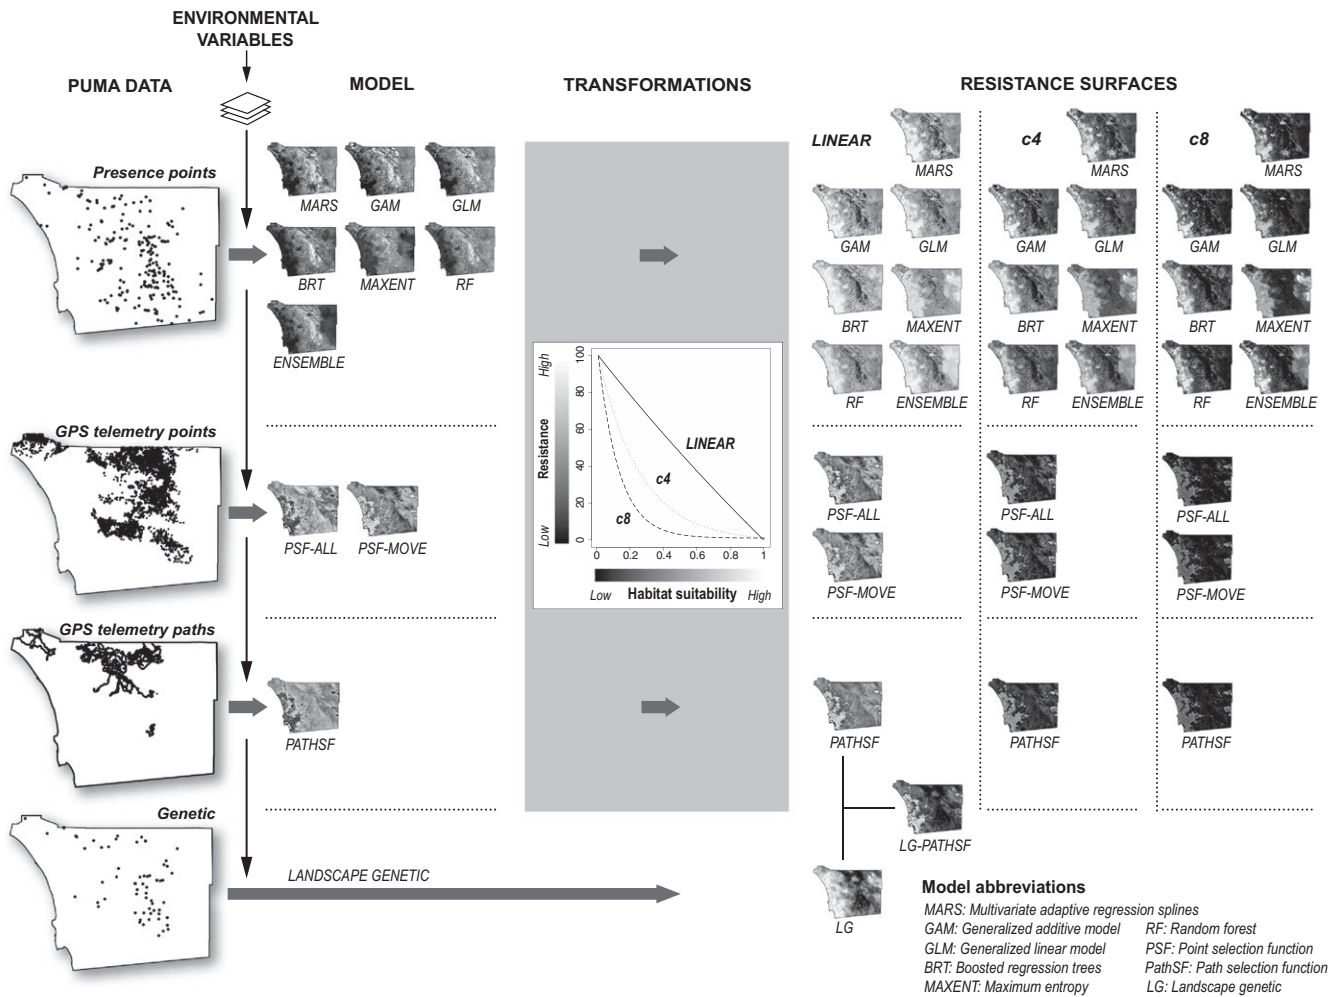 ENVIRONMENTAL
VARIABLES
PUMA DATA
MODEL
TRANSFORMATIONS
RESISTANCE SURFACES
Presence points
MARS GAM GLM
BRT MAXENT RF
ENSEMBLE
GPS telemetry points
PSF-ALL PSF-MOVE
GPS telemetry paths
PATHSF
Genetic
LANDSCAPE GENETIC
High
Resistance
Low
100
80
60
40
20
0
LINEAR
c4
c8
0 0.2 0.4 0.6 0.8 1
Low Habitat suitability High
LINEAR
MARS
GAM GLM
BRT MAXENT
RF ENSEMBLE
PSF-ALL
PSF-MOVE
PATHSF
LG-PATHSF
LG
c4
MARS
GAM GLM
BRT MAXENT
RF ENSEMBLE
PSF-ALL
PSF-MOVE
PATHSF
c8
MARS
GAM GLM
BRT MAXENT
RF ENSEMBLE
PSF-ALL
PSF-MOVE
PATHSF
Model abbreviations
MARS: Multivariate adaptive regression splines
GAM: Generalized additive model RF: Random forest
GLM: Generalized linear model PSF: Point selection function
BRT: Boosted regression trees PathSF: Path selection function
MAXENT: Maximum entropy LG: Landscape genetic